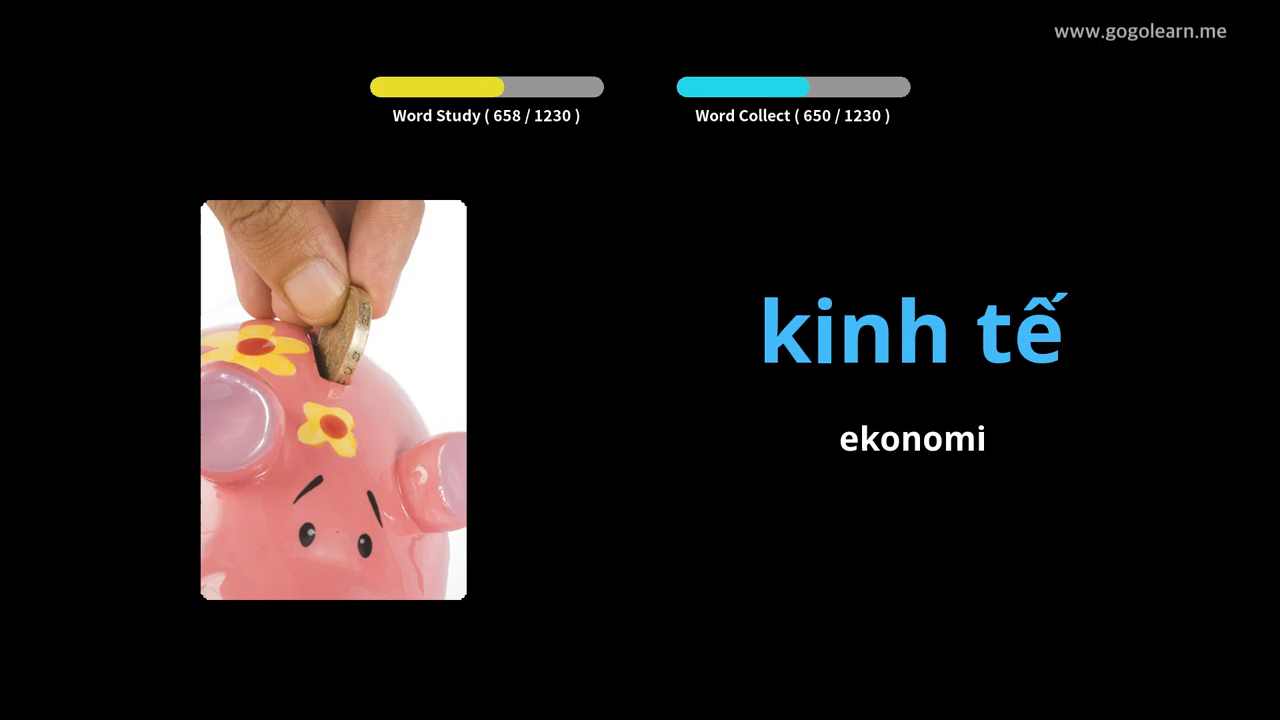 www.gogolearn.me
Word Study ( 658 / 1230 )
Word Collect ( 650 / 1230 )
kinh tế
ekonomi